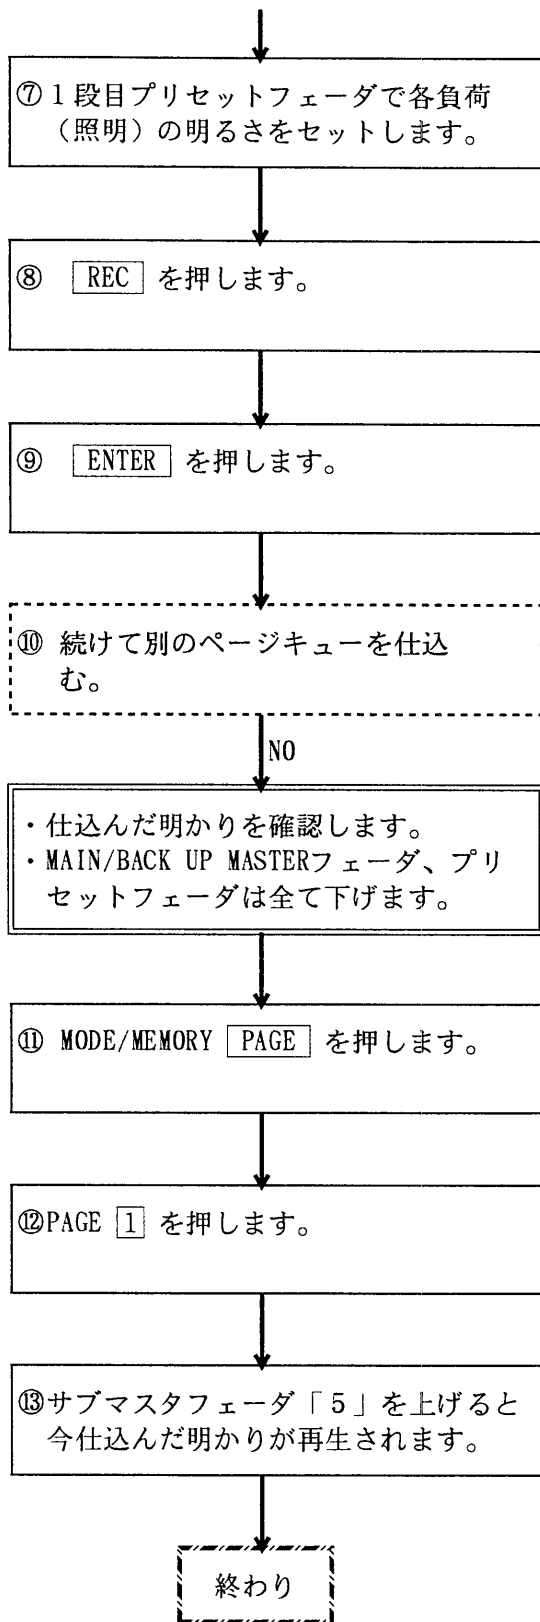 ⑦１段目プリセットフェーダで各負荷
（照明）の明るさをセットします。
⑧ REC を押します。
⑨ ENTER を押します。
⑩ 続けて別のページキューを仕込
む。
NO
・仕込んだ明かりを確認します。
・MAIN/BACK UP MASTERフェーダ、プリ
セットフェーダは全て下げます。
⑪ MODE/MEMORY PAGE を押します。
⑫PAGE 1 を押します。
⑬サブマスタフェーダ「５」を上げると
今仕込んだ明かりが再生されます。
終わり